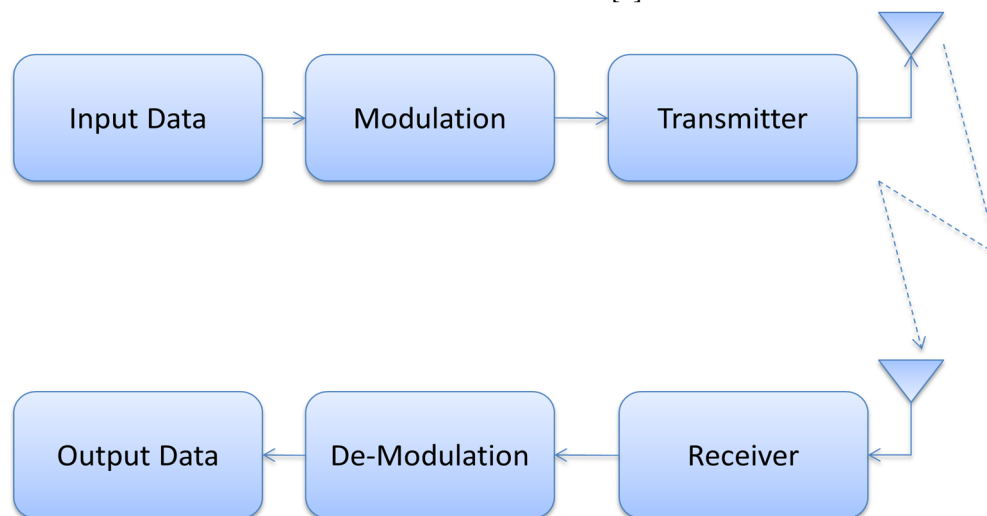 Input Data
Modulation
Transmitter
Output Data
De-Modulation
Receiver